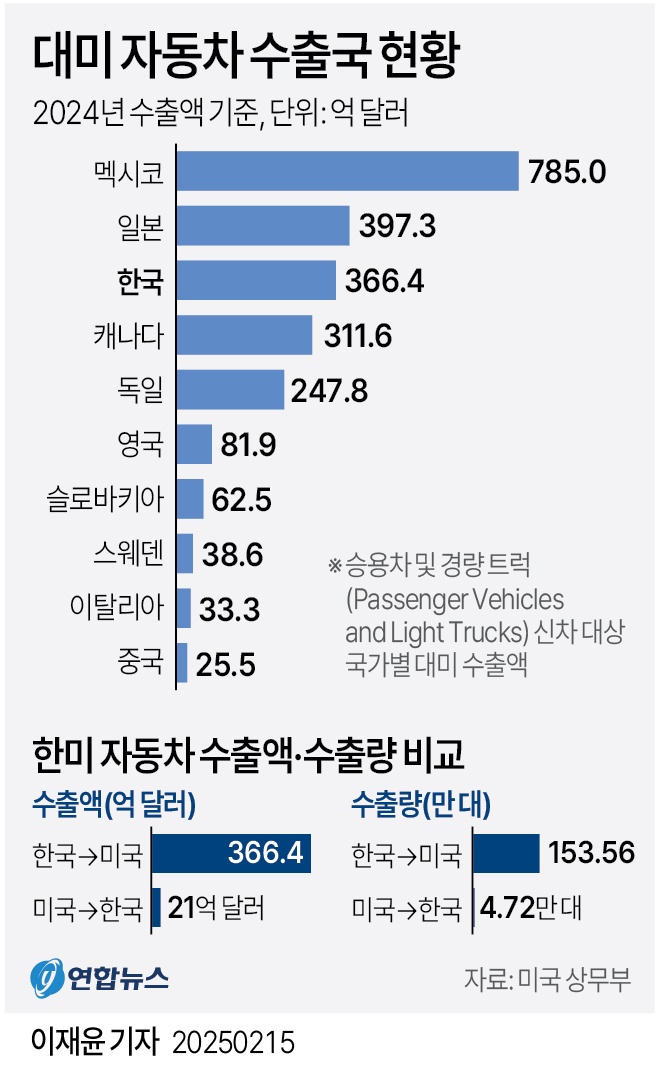 대미 자동차 수출국 현황
2024년 수출액 기준, 단위: 억 달러
멕시코 785.0
일본 397.3
한국 366.4
캐나다 311.6
독일 247.8
영국 81.9
슬로바키아 62.5
스웨덴 38.6
이탈리아 33.3
중국 25.5
※ 승용차 및 경량 트럭
(Passenger Vehicles
and Light Trucks) 신차 대상
국가별 대미 수출액
한미 자동차 수출액·수출량 비교
수출액(억 달러)
한국→미국 366.4
미국→한국 21억 달러
수출량(만 대)
한국→미국 153.56
미국→한국 4.72만 대
y 연합뉴스
자료: 미국 상무부
이재윤 기자 20250215